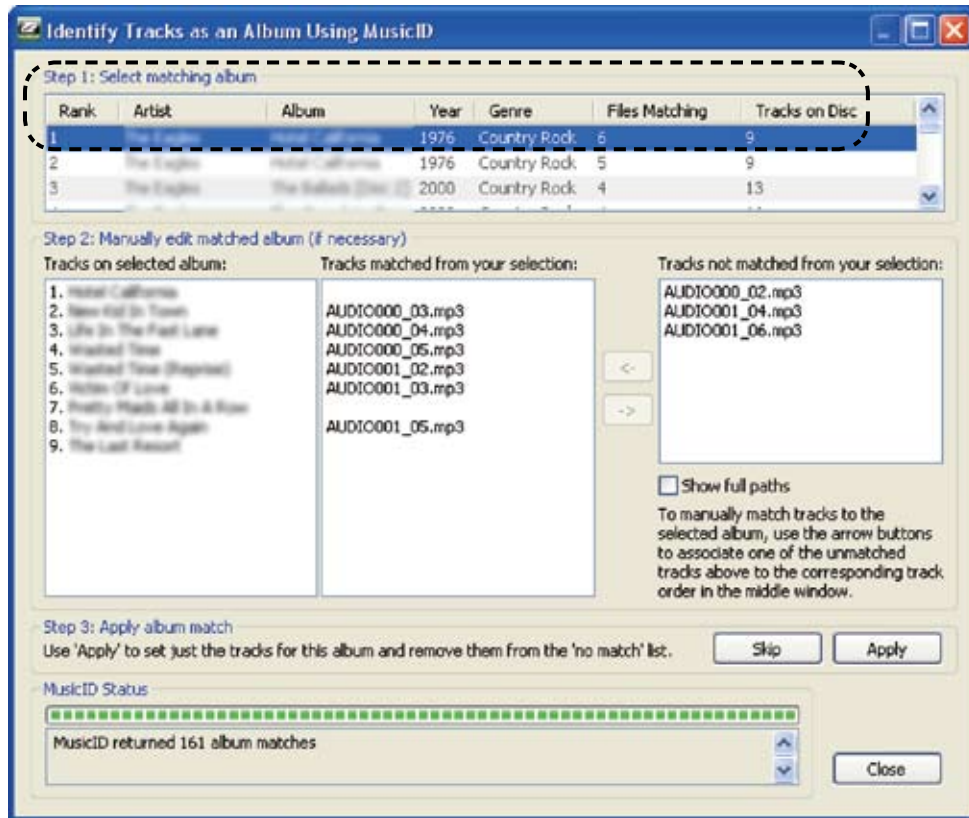 Identify Tracks as an Album Using MusicID
Step 1: Select matching album
Rank Artist Album Year Genre Files Matching Tracks on Disc
1 1976 Country Rock 6 9
2 1976 Country Rock 5 9
3 2000 Country Rock 4 13
Step 2: Manually edit matched album (if necessary)
Tracks on selected album:
1.
2.
3.
4.
5.
6.
7.
8.
9.
Tracks matched from your selection:
AUDIO000_03.mp3
AUDIO000_04.mp3
AUDIO000_05.mp3
AUDIO001_02.mp3
AUDIO001_03.mp3
AUDIO001_05.mp3
<-
->
Tracks not matched from your selection:
AUDIO000_02.mp3
AUDIO001_04.mp3
AUDIO001_06.mp3
Show full paths
To manually match tracks to the
selected album, use the arrow buttons
to associate one of the unmatched
tracks above to the corresponding track
order in the middle window.
Step 3: Apply album match
Use 'Apply' to set just the tracks for this album and remove them from the 'no match' list. Skip Apply
MusicID Status
MusicID returned 161 album matches
Close